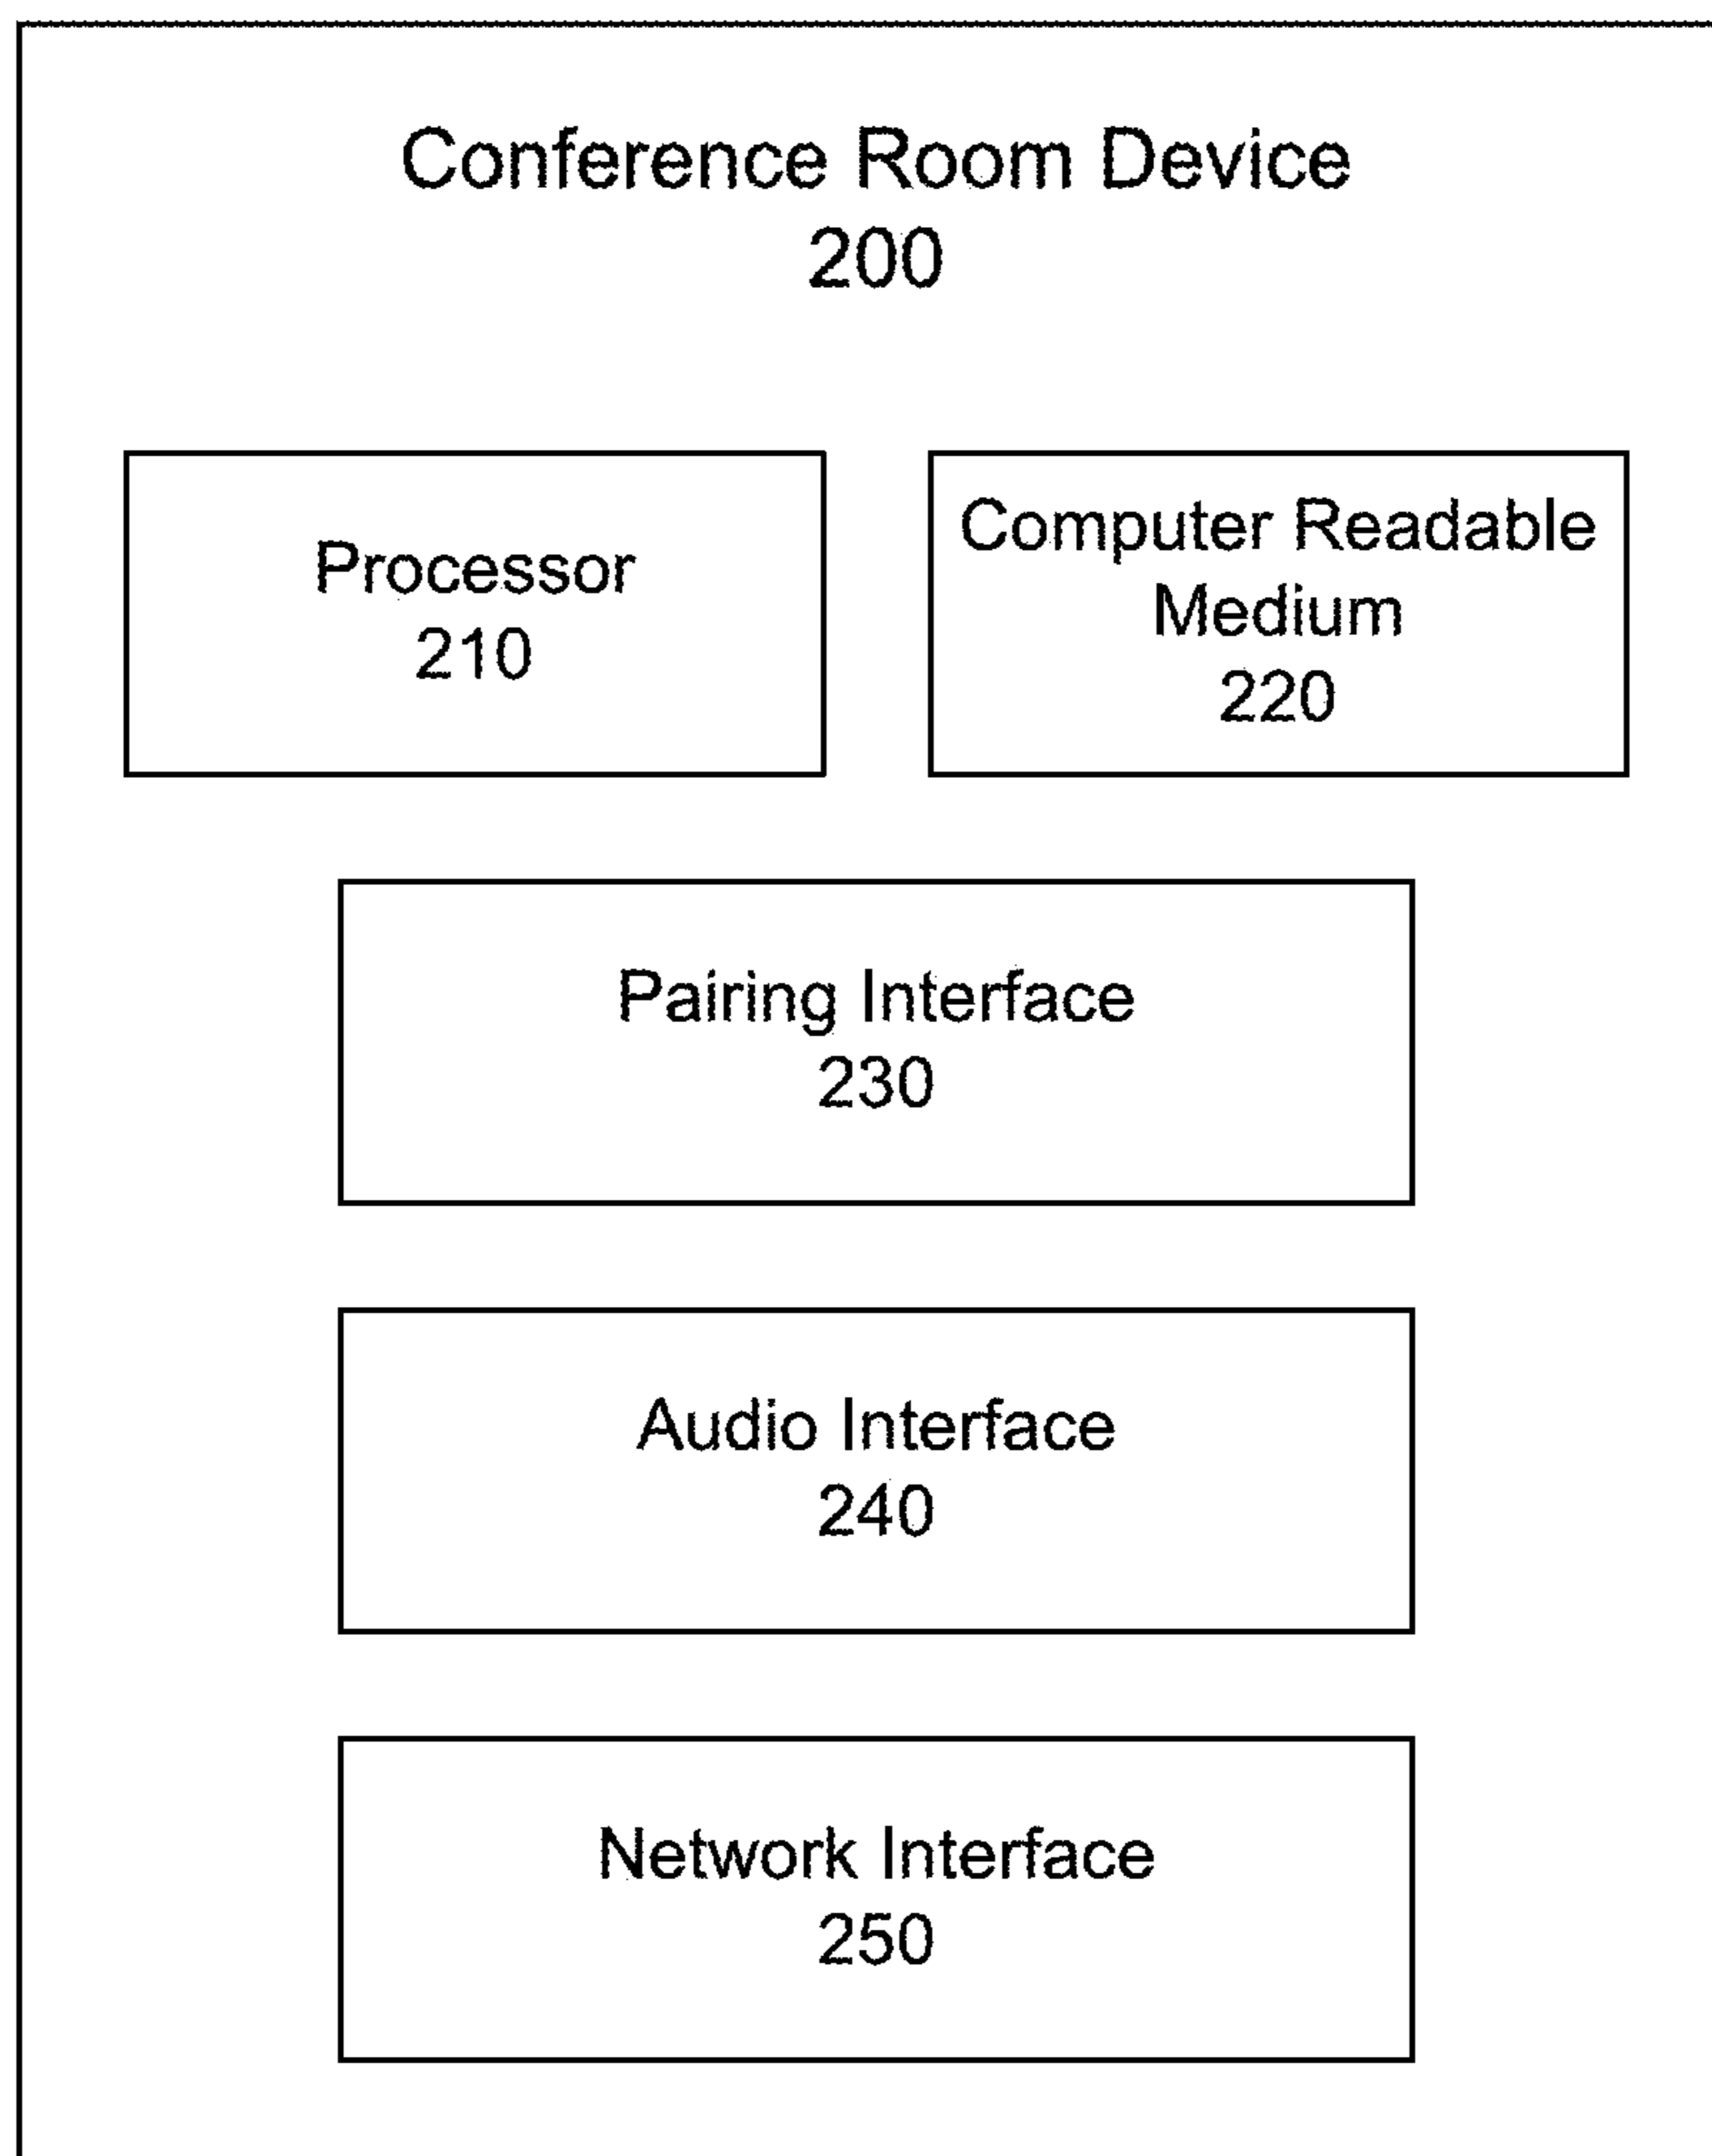 Conference Room Device
200
Processor
210
Computer Readable
Medium
220
Pairing Interface
230
Audio Interface
240
Network Interface
250